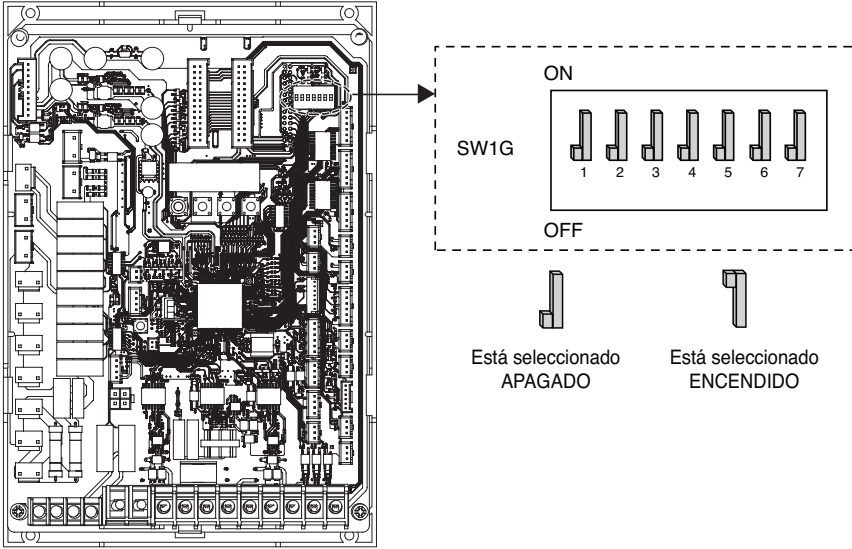 ON
SW1G
1 2 3 4 5 6 7
OFF
Está seleccionado
APAGADO
Está seleccionado
ENCENDIDO